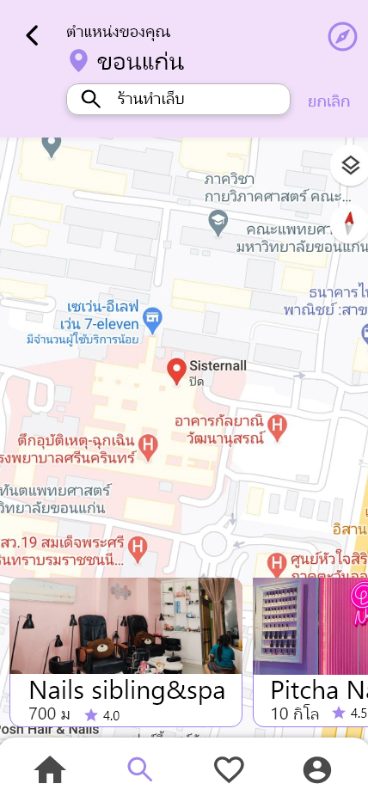 ตำแหน่งของคุณ
ขอนแก่น
ร้านทำเล็บ
ยกเลิก
ภาควิชา
กายวิภาคศาสตร์ คณะ...
คณะแพทยศา
มหาวิทยาลัยขอนแก่น
ธนาคารไ
พาณิชย์ :สาข
เซเว่น-อีเลฟ
เว่น 7-eleven
มีจำนวนผู้ใช้บริการน้อย
Sisternall
ปิด
อาคารกัลยาณิ
วัฒนานุสรณ์
ตึกอุบัติเหตุ-ฉุกเฉิน
รงพยาบาลศรีนครินทร์
ทันตแพทยศาสตร์
วิทยาลัยขอนแก่น
อิสาน
สว.19 สมเด็จพระศรี
นทราบรมราชชนนี...
ศูนย์หัวใจสิริ
ภาคตะวันออ
Nails sibling&spa
700 ม 4.0
Pitcha Na
10 กิโล 4.5
Posh Hair & Nails